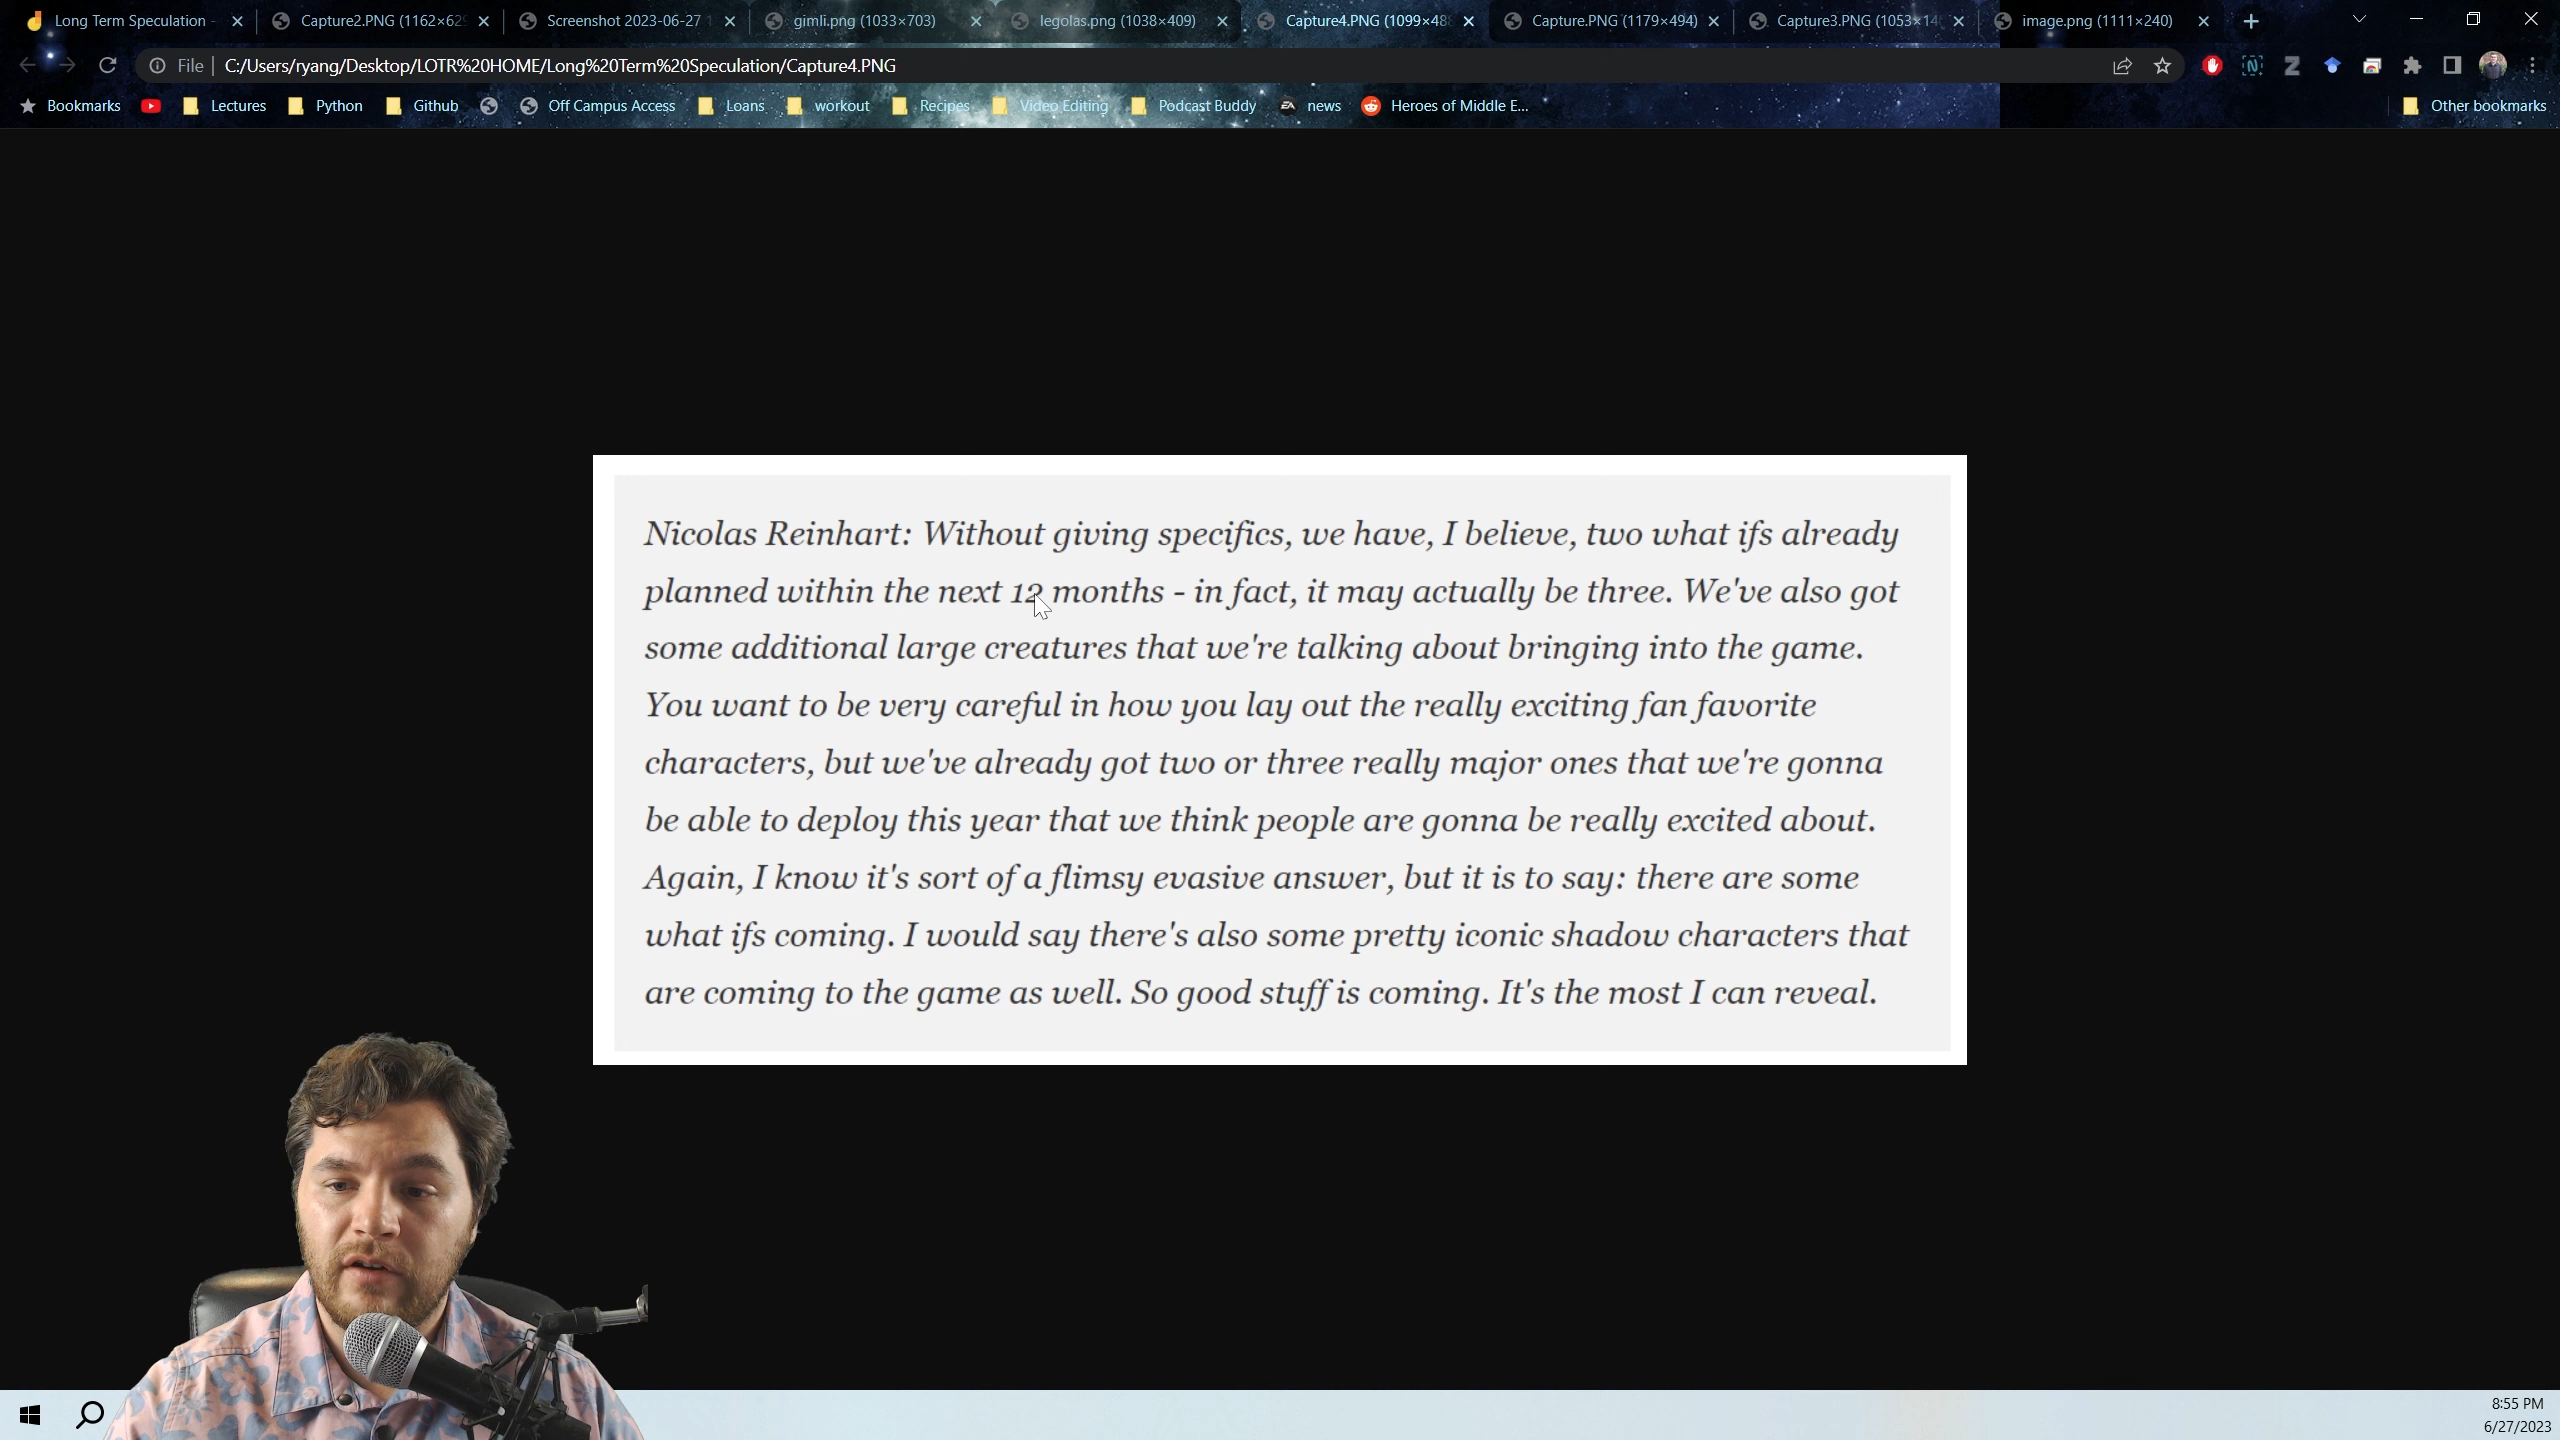 Long Term Speculation -
Capture2.PNG (1162×629
Screenshot 2023-06-27 1
gimli.png (1033×703)
legolas.png (1038×409)
Capture4.PNG (1099×488
Capture.PNG (1179×494)
Capture3.PNG (1053×14
image.png (1111×240)
File
C:/Users/ryang/Desktop/LOTR%20HOME/Long%20Term%20Speculation/Capture4.PNG
Bookmarks
Lectures
Python
Github
Off Campus Access
Loans
workout
Recipes
Video Editing
Podcast Buddy
EA
news
Heroes of Middle E...
Other bookmarks
Nicolas Reinhart: Without giving specifics, we have, I believe, two what ifs already
planned within the next 12 months - in fact, it may actually be three. We've also got
some additional large creatures that we're talking about bringing into the game.
You want to be very careful in how you lay out the really exciting fan favorite
characters, but we've already got two or three really major ones that we're gonna
be able to deploy this year that we think people are gonna be really excited about.
Again, I know it's sort of a flimsy evasive answer, but it is to say: there are some
what ifs coming. I would say there's also some pretty iconic shadow characters that
are coming to the game as well. So good stuff is coming. It's the most I can reveal.
8:55 PM
6/27/2023